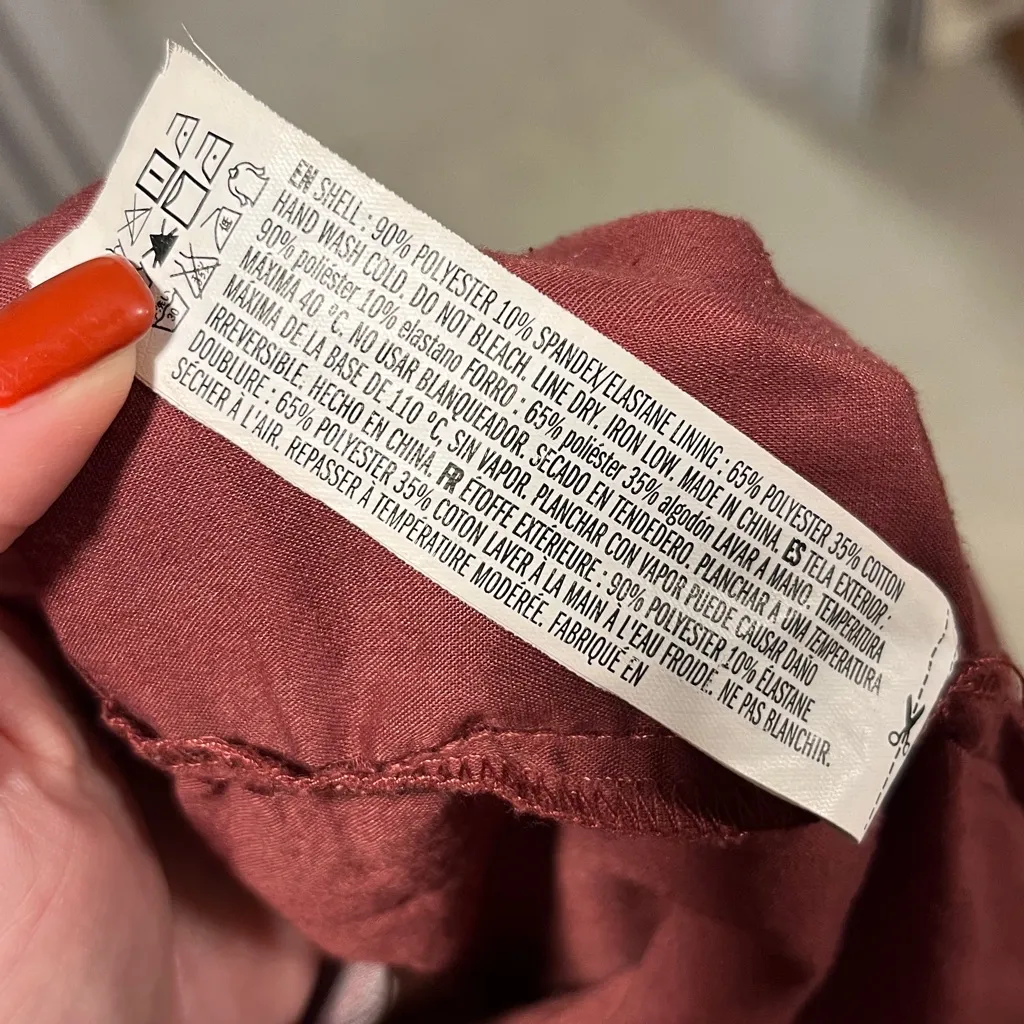 EN SHELL : 90% POLYESTER 10% SPANDEX/ELASTANE LINING : 65% POLYESTER 35% COTTON
HAND WASH COLD. DO NOT BLEACH. LINE DRY. IRON LOW. MADE IN CHINA. ES TELA EXTERIOR :
90% poliéster 10% elastano FORRO : 65% poliéster 35% algodón LAVAR A MANO. TEMPERATURA
MÁXIMA 40 ºC. NO USAR BLANQUEADOR. SECADO EN TENDEDERO. PLANCHAR A UNA TEMPERATURA
MÁXIMA DE LA BASE DE 110 ºC, SIN VAPOR. PLANCHAR CON VAPOR PUEDE CAUSAR DAÑO
IRREVERSIBLE. HECHO EN CHINA. FR ETOFFE EXTÉRIEURE : 90% POLYESTER 10% ÉLASTANE
DOUBLURE : 65% POLYESTER 35% COTON LAVER À LA MAIN À L'EAU FROIDE. NE PAS BLANCHIR.
SÉCHER À L'AIR. REPASSER À TEMPÉRATURE MODÉRÉE. FABRIQUÉ EN